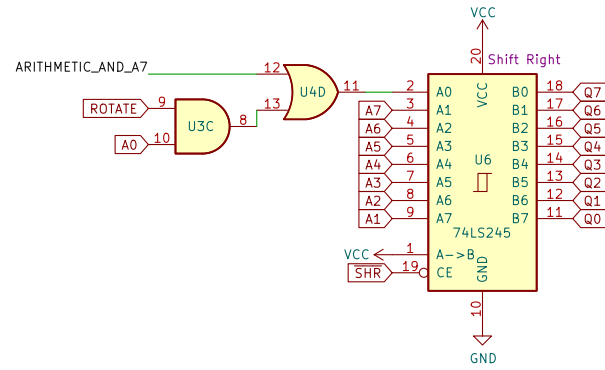 VCC
20
Shift Right
ARITHMETIC_AND_A7
12
13
U4D
11
ROTATE
9
A0
10
U3C
8
VCC
2 A0 B0 18 Q7
A7 3 A1 B1 17 Q6
A6 4 A2 B2 16 Q5
A5 5 A3 B3 15 Q4
A4 6 A4 B4 14 Q3
A3 7 A5 B5 13 Q2
A2 8 A6 B6 12 Q1
A1 9 A7 B7 11 Q0
U6
74LS245
VCC 1 A->B
SHR 19 CE
GND
10
GND